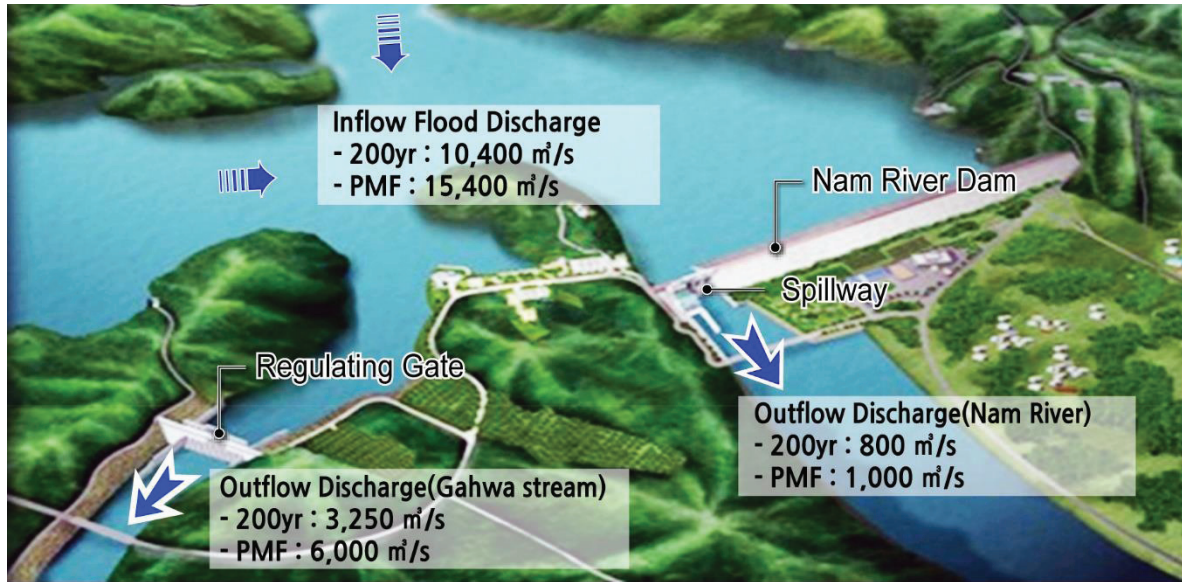 Inflow Flood Discharge
- 200yr : 10,400 ㎥/s
- PMF : 15,400 ㎥/s
Nam River Dam
Spillway
Regulating Gate
Outflow Discharge(Nam River)
- 200yr : 800 ㎥/s
- PMF : 1,000 ㎥/s
Outflow Discharge(Gahwa stream)
- 200yr : 3,250 ㎥/s
- PMF : 6,000 ㎥/s